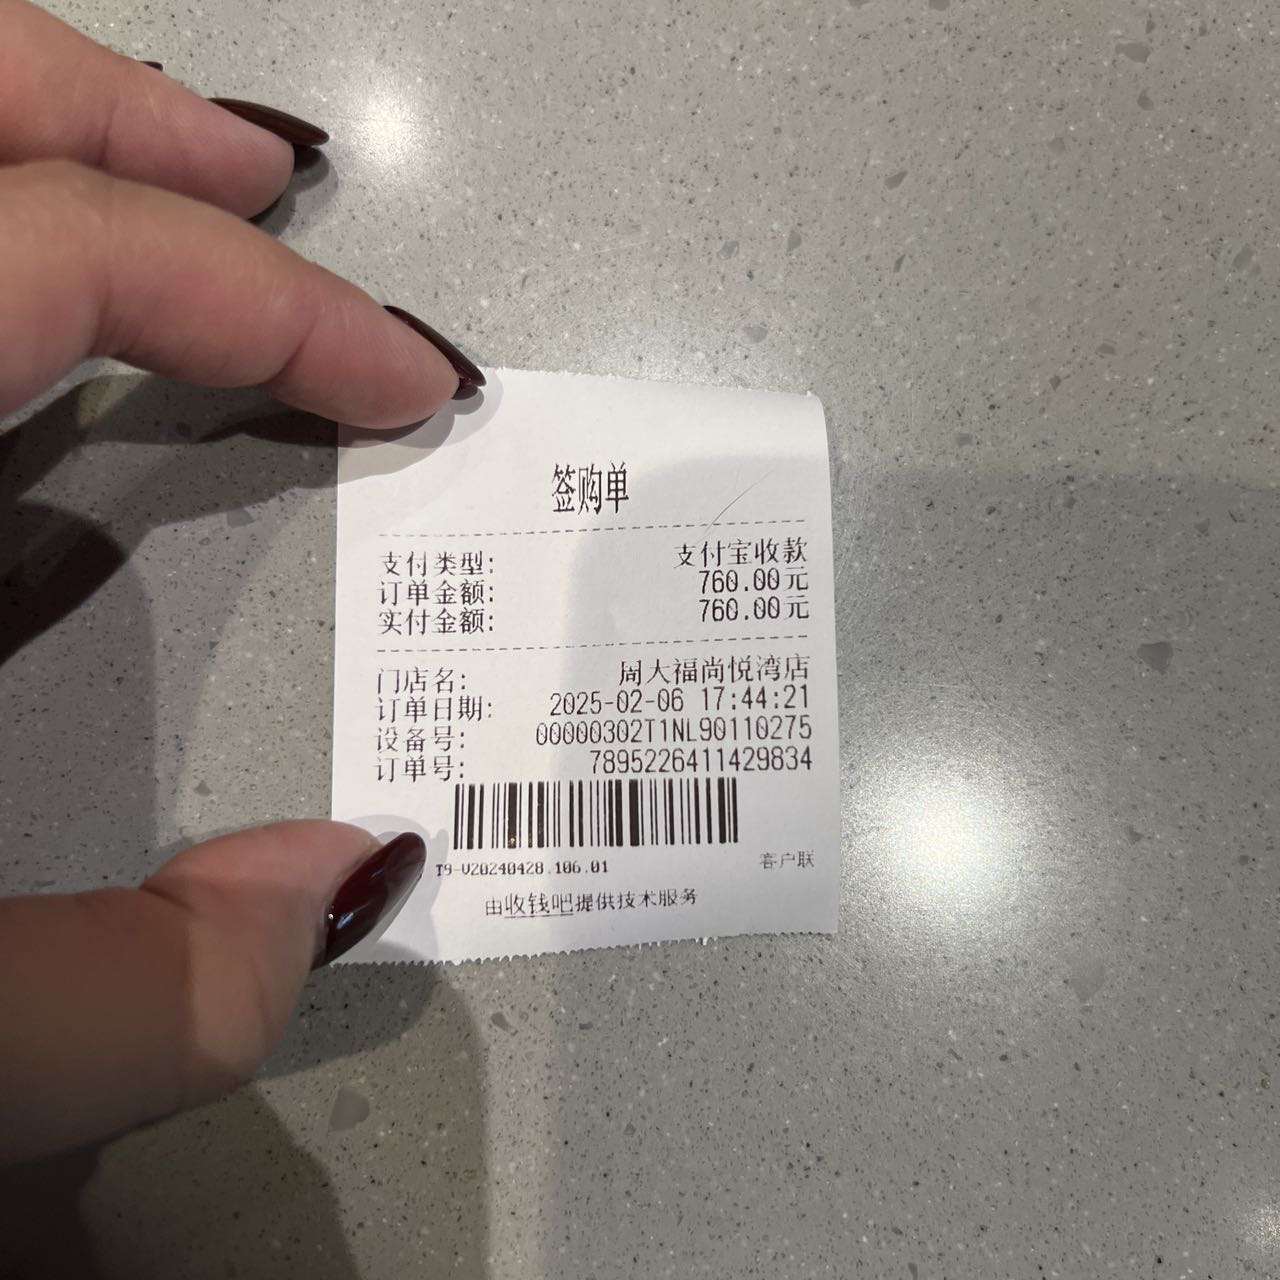 签购单
支付类型: 支付宝收款
订单金额: 760.00元
实付金额: 760.00元
门店名: 周大福尚悦湾店
订单日期: 2025-02-06 17:44:21
设备号: 00000302T1NL90110275
订单号: 7895226411429834
T9-V20240428.106.01 客户联
由收钱吧提供技术服务